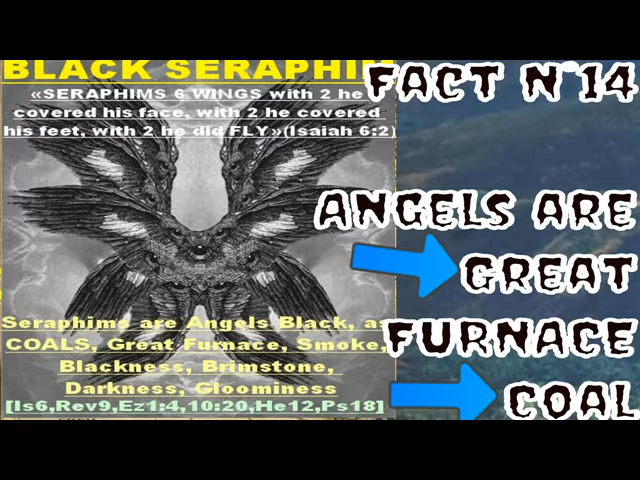 BLACK SERAPHIM
«SERAPHIMS 6 WINGS with 2 he
covered his face, with 2 he covered
his feet, with 2 he did FLY»(Isaiah 6:2)
Seraphims are Angels Black, as
COALS, Great Furnace, Smoke,
Blackness, Brimstone,
Darkness, Gloominess
[Is6,Rev9,Ez1:4,10:20,He12,Ps18]
FACT N°14
ANGELS ARE
GREAT
FURNACE
COAL